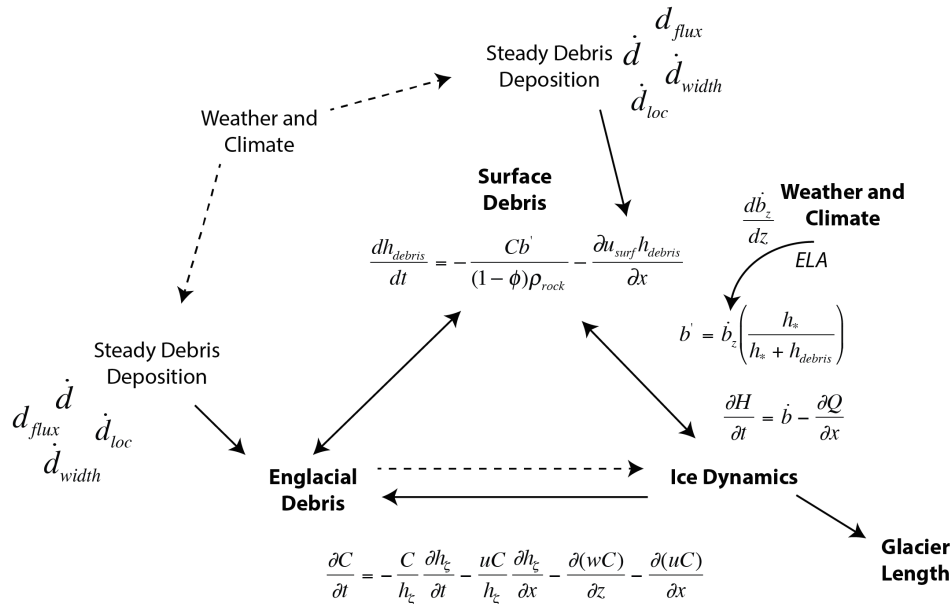 d_flux
Steady Debris
Deposition
ḋ
ḋ_width
ḋ_loc
Weather and
Climate
Surface
Debris
dh_debris/dt = − Cb'/((1 − ϕ)ρ_rock) − ∂u_surf h_debris/∂x
Weather and
Climate
dḃ_z/dz
ELA
b' = ḃ_z (h_*/(h_* + h_debris))
Steady Debris
Deposition
ḋ
d_flux
ḋ_loc
ḋ_width
∂H/∂t = ḃ − ∂Q/∂x
Englacial
Debris
Ice Dynamics
Glacier
Length
∂C/∂t = − C/h_ζ ∂h_ζ/∂t − uC/h_ζ ∂h_ζ/∂x − ∂(wC)/∂z − ∂(uC)/∂x